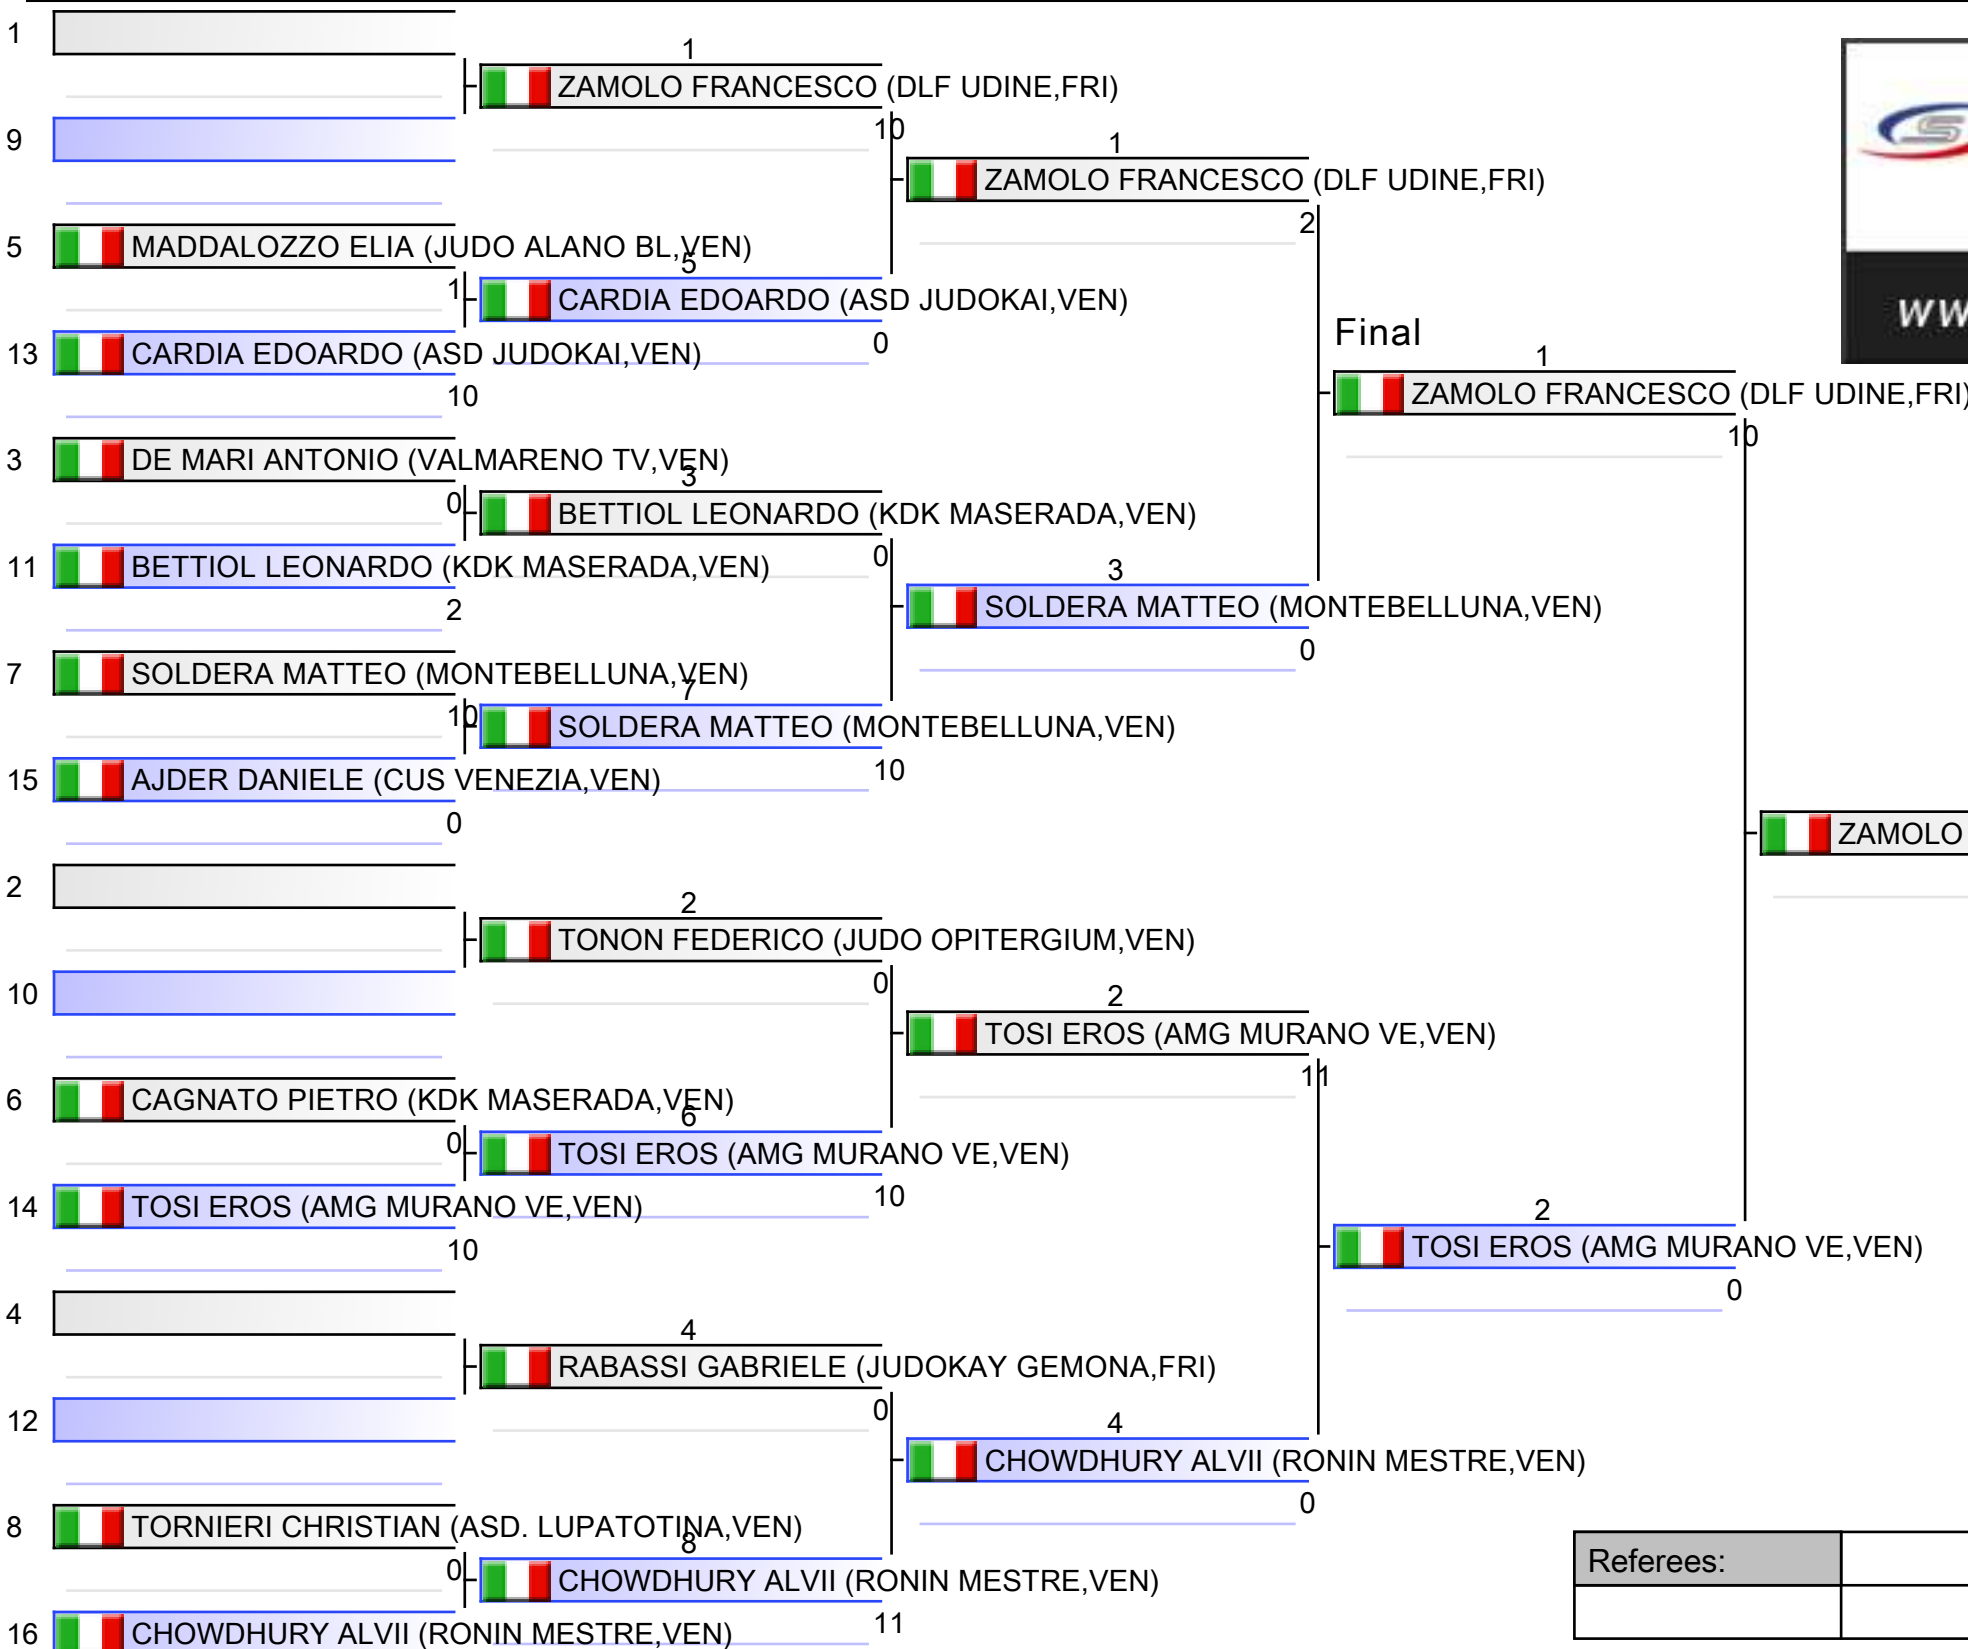 1
1
ZAMOLO FRANCESCO (DLF UDINE,FRI)
10
9
1
ZAMOLO FRANCESCO (DLF UDINE,FRI)
2
5
MADDALOZZO ELIA (JUDO ALANO BL,VEN)
5
1
CARDIA EDOARDO (ASD JUDOKAI,VEN)
0
13
CARDIA EDOARDO (ASD JUDOKAI,VEN)
10
Final
1
ZAMOLO FRANCESCO (DLF UDINE,FRI)
10
3
DE MARI ANTONIO (VALMARENO TV,VEN)
3
0
BETTIOL LEONARDO (KDK MASERADA,VEN)
0
11
BETTIOL LEONARDO (KDK MASERADA,VEN)
2
3
SOLDERA MATTEO (MONTEBELLUNA,VEN)
0
7
SOLDERA MATTEO (MONTEBELLUNA,VEN)
7
10
SOLDERA MATTEO (MONTEBELLUNA,VEN)
10
15
AJDER DANIELE (CUS VENEZIA,VEN)
0
ZAMOLO
2
2
TONON FEDERICO (JUDO OPITERGIUM,VEN)
0
10
2
TOSI EROS (AMG MURANO VE,VEN)
11
6
CAGNATO PIETRO (KDK MASERADA,VEN)
6
0
TOSI EROS (AMG MURANO VE,VEN)
10
14
TOSI EROS (AMG MURANO VE,VEN)
10
2
TOSI EROS (AMG MURANO VE,VEN)
0
4
4
RABASSI GABRIELE (JUDOKAY GEMONA,FRI)
0
12
4
CHOWDHURY ALVII (RONIN MESTRE,VEN)
0
8
TORNIERI CHRISTIAN (ASD. LUPATOTINA,VEN)
8
0
CHOWDHURY ALVII (RONIN MESTRE,VEN)
11
16
CHOWDHURY ALVII (RONIN MESTRE,VEN)
Referees: